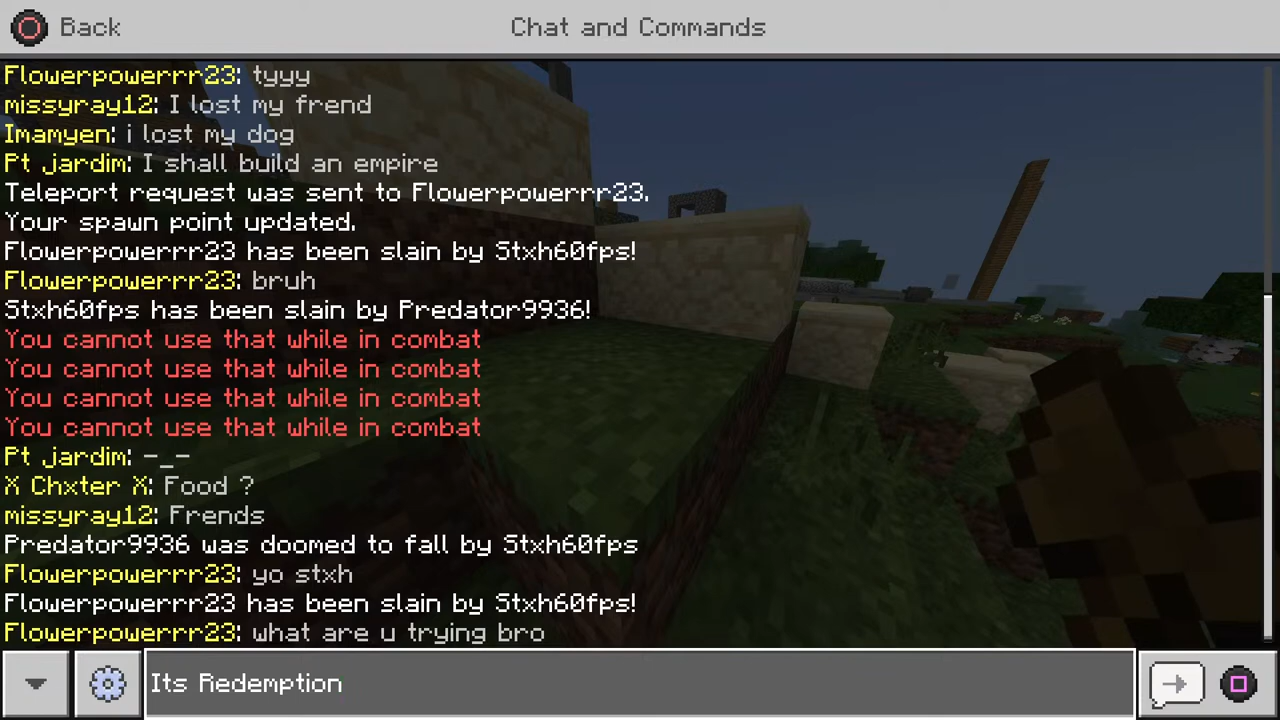 Back
Chat and Commands
Flowerpowerrr23: tyyy
missyray12: I lost my frend
Imamyen: i lost my dog
Pt jardim: I shall build an empire
Teleport request was sent to Flowerpowerrr23.
Your spawn point updated.
Flowerpowerrr23 has been slain by Stxh60fps!
Flowerpowerrr23: bruh
Stxh60fps has been slain by Predator9936!
You cannot use that while in combat
You cannot use that while in combat
You cannot use that while in combat
You cannot use that while in combat
Pt jardim: -_-
X Chxter X: Food ?
missyray12: Frends
Predator9936 was doomed to fall by Stxh60fps
Flowerpowerrr23: yo stxh
Flowerpowerrr23 has been slain by Stxh60fps!
Flowerpowerrr23: what are u trying bro
Its Redemption